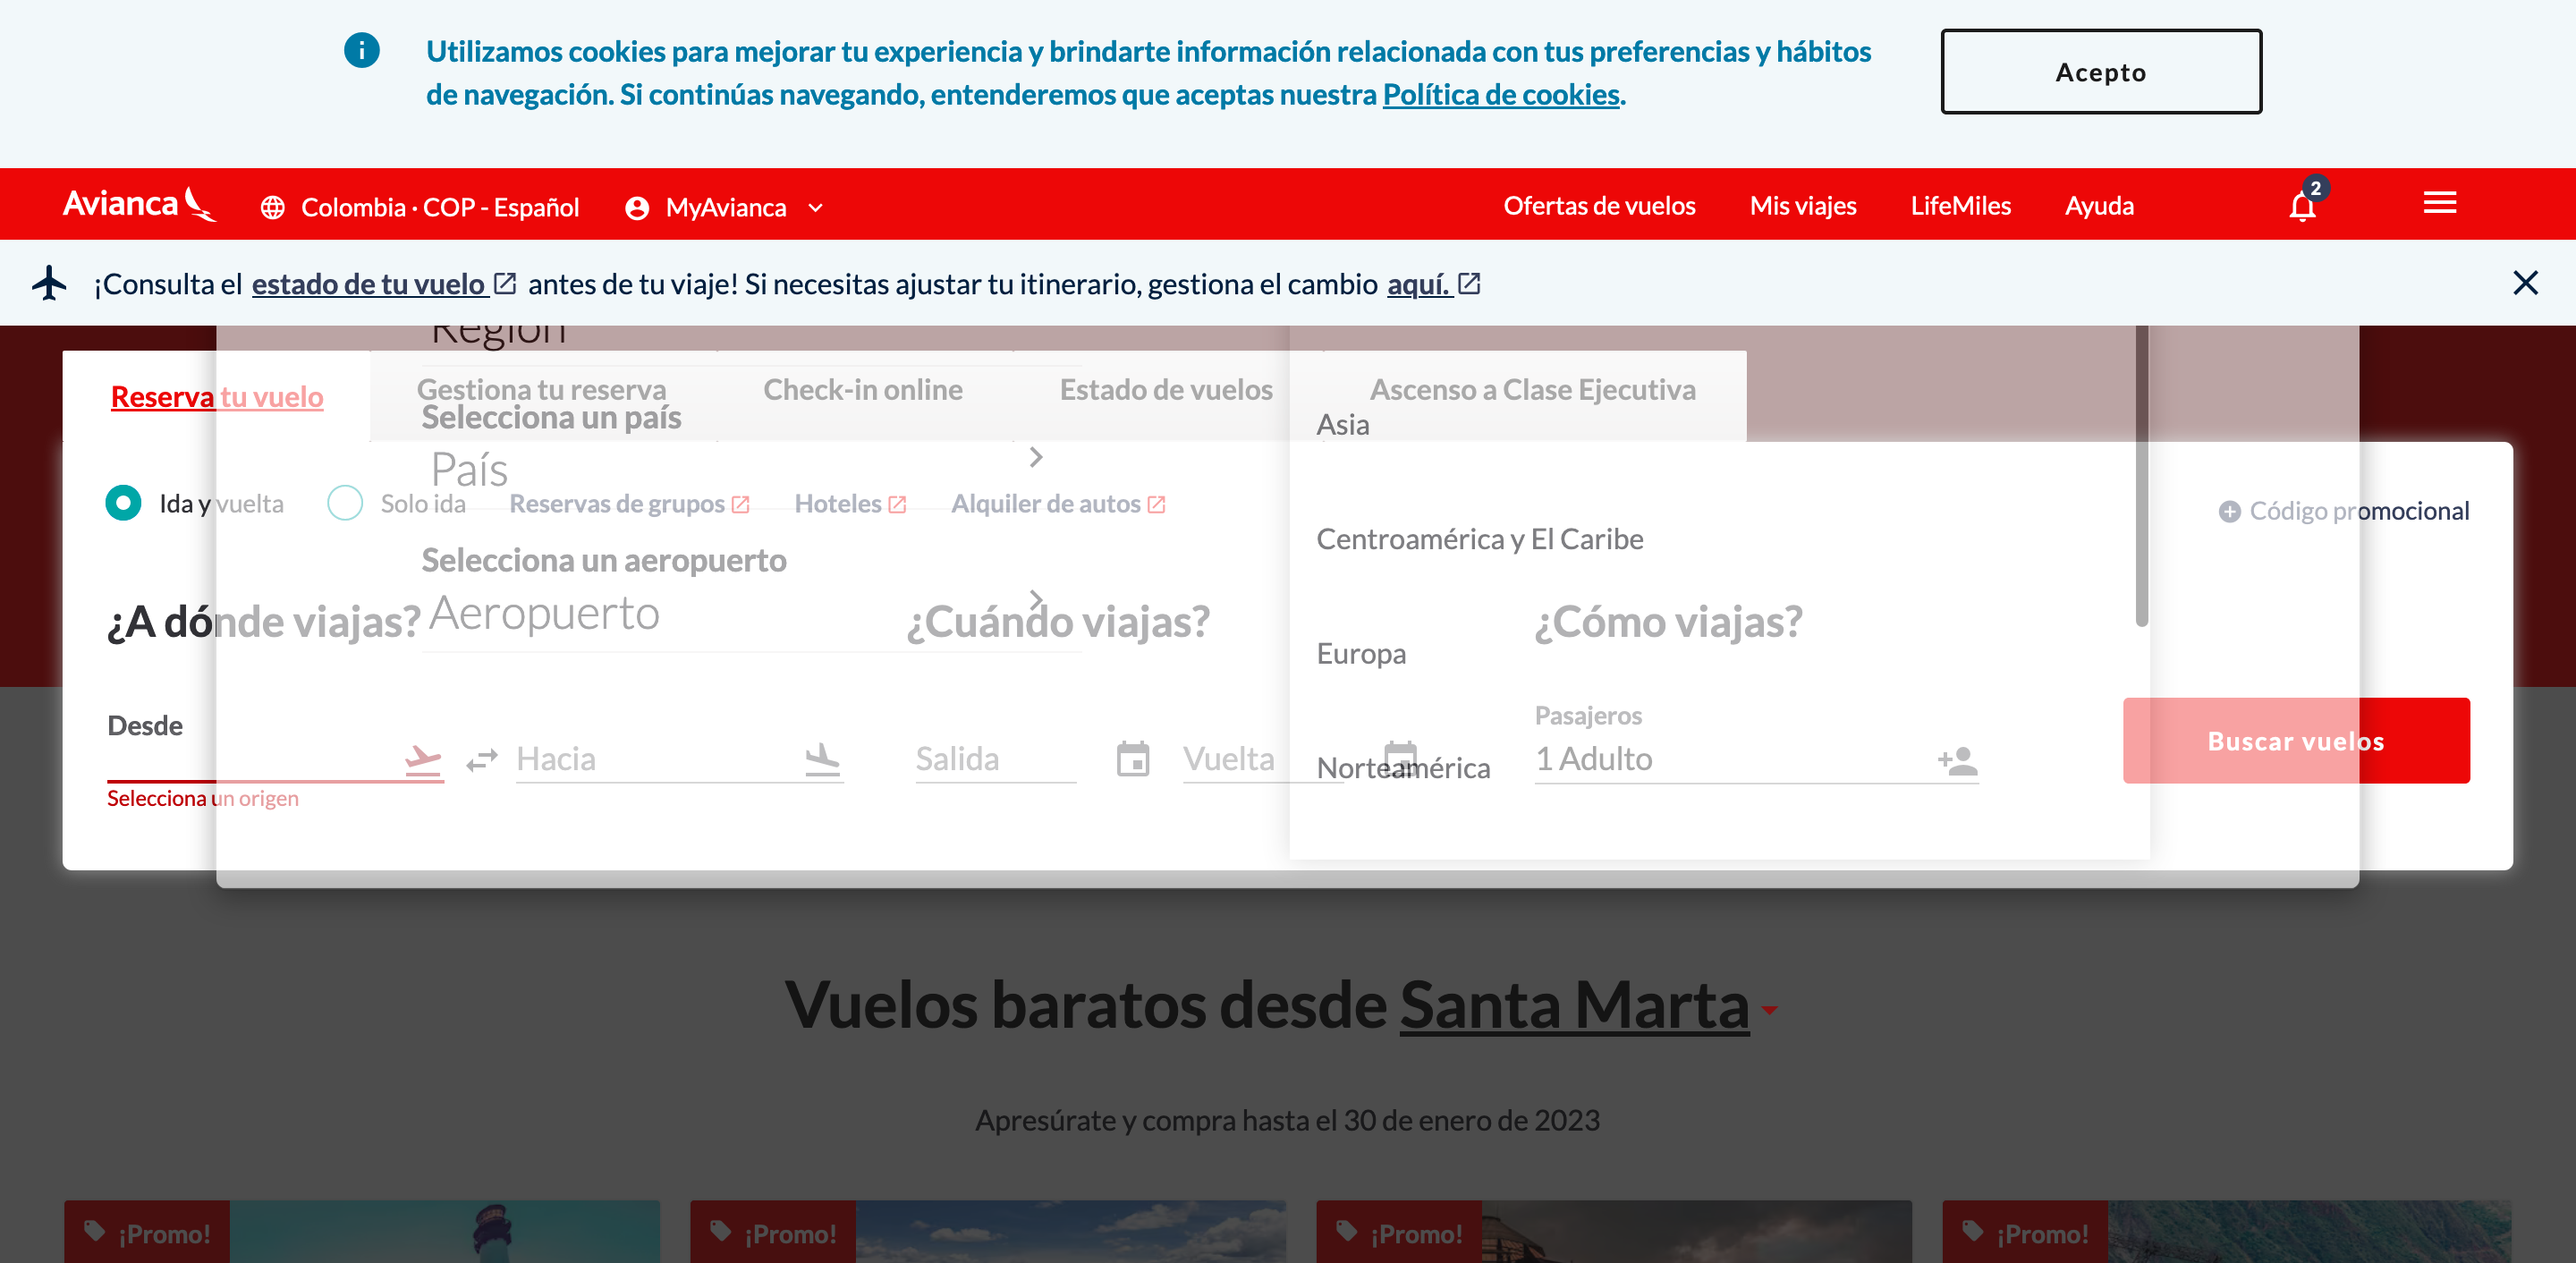 Utilizamos cookies para mejorar tu experiencia y brindarte información relacionada con tus preferencias y hábitos
de navegación. Si continúas navegando, entenderemos que aceptas nuestra Política de cookies.
Acepto
Avianca
Colombia · COP - Español
MyAvianca
Ofertas de vuelos
Mis viajes
LifeMiles
Ayuda
2
¡Consulta el estado de tu vuelo antes de tu viaje! Si necesitas ajustar tu itinerario, gestiona el cambio aquí.
Región
Reserva tu vuelo
Gestiona tu reserva
Check-in online
Estado de vuelos
Ascenso a Clase Ejecutiva
Selecciona un país
Asia
País
Ida y vuelta
Solo ida
Reservas de grupos
Hoteles
Alquiler de autos
Código promocional
Centroamérica y El Caribe
Selecciona un aeropuerto
Aeropuerto
¿A dónde viajas?
¿Cuándo viajas?
¿Cómo viajas?
Europa
Desde
Hacia
Salida
Vuelta
Norteamérica
Pasajeros
1 Adulto
Buscar vuelos
Selecciona un origen
Vuelos baratos desde Santa Marta
Apresúrate y compra hasta el 30 de enero de 2023
¡Promo!
¡Promo!
¡Promo!
¡Promo!